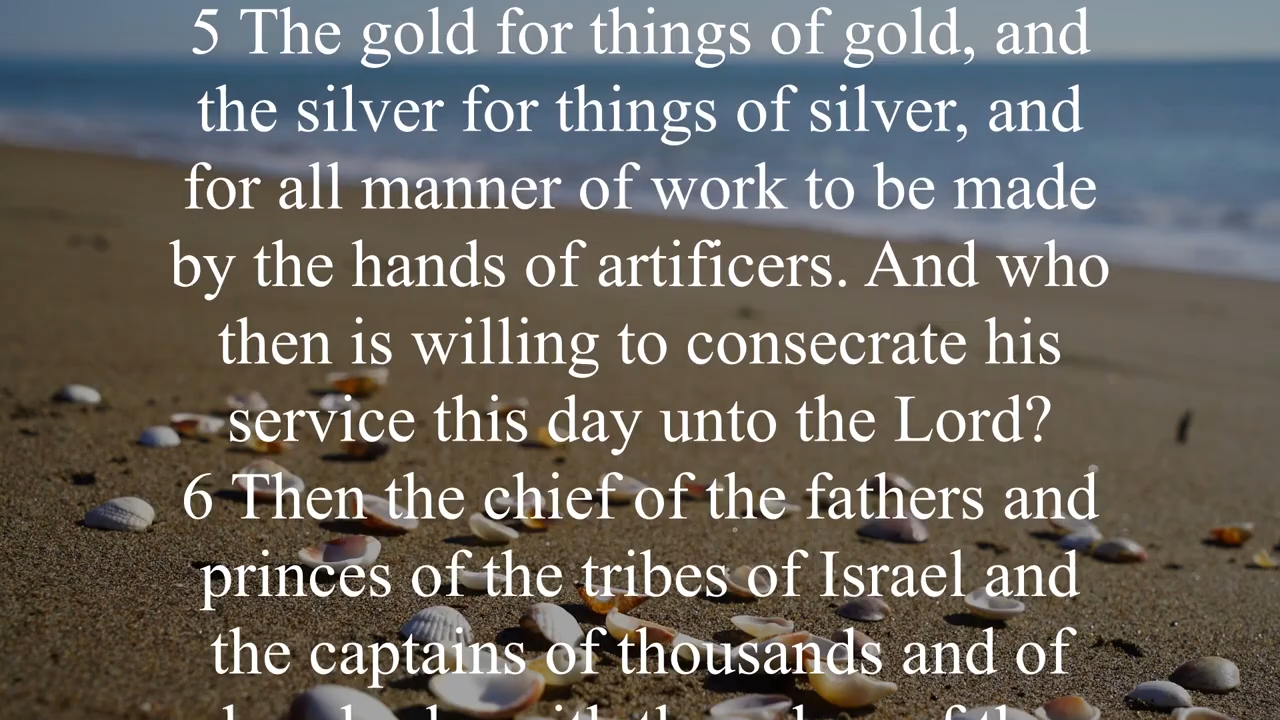 5 The gold for things of gold, and
the silver for things of silver, and
for all manner of work to be made
by the hands of artificers. And who
then is willing to consecrate his
service this day unto the Lord?
6 Then the chief of the fathers and
princes of the tribes of Israel and
the captains of thousands and of